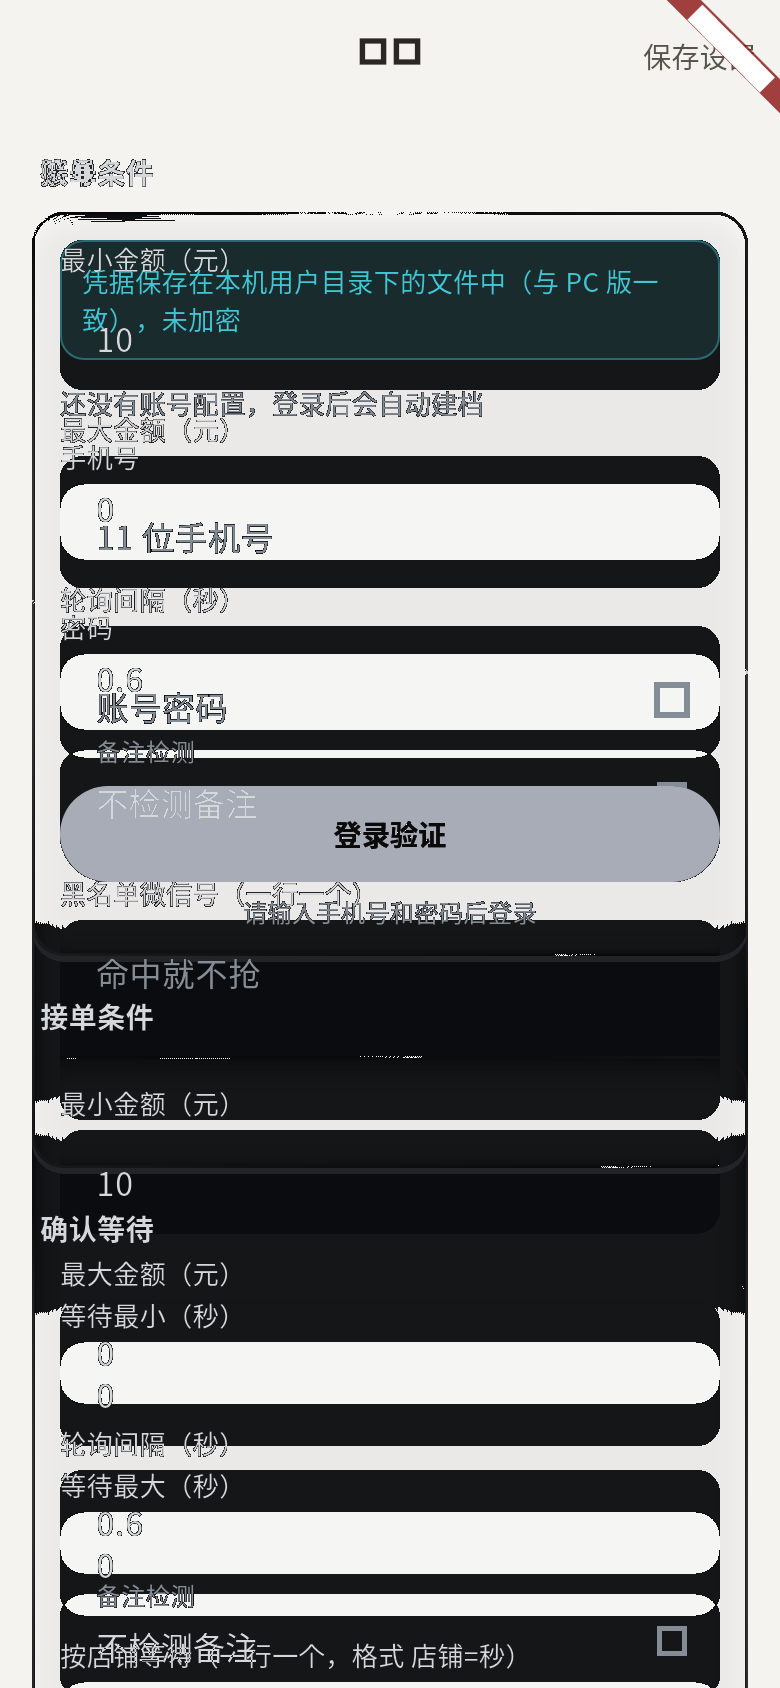 保存设置
条件
最小金额（元）
凭据保存在本机用户目录下的文件中（与 PC 版一
致），未加密
10
还没有账号配置，登录后会自动建档
最大金额（元）
手机号
0
11 位手机号
轮询间隔（秒）
密码
0.6
账号密码
备注检测
不检测备注
登录验证
黑名单微信号（一行一个）
请输入手机号和密码后登录
命中就不抢
接单条件
最小金额（元）
10
确认等待
最大金额（元）
等待最小（秒）
0
0
轮询间隔（秒）
等待最大（秒）
0.6
0
备注检测
不检测备注
按店铺等待（一行一个，格式 店铺=秒）